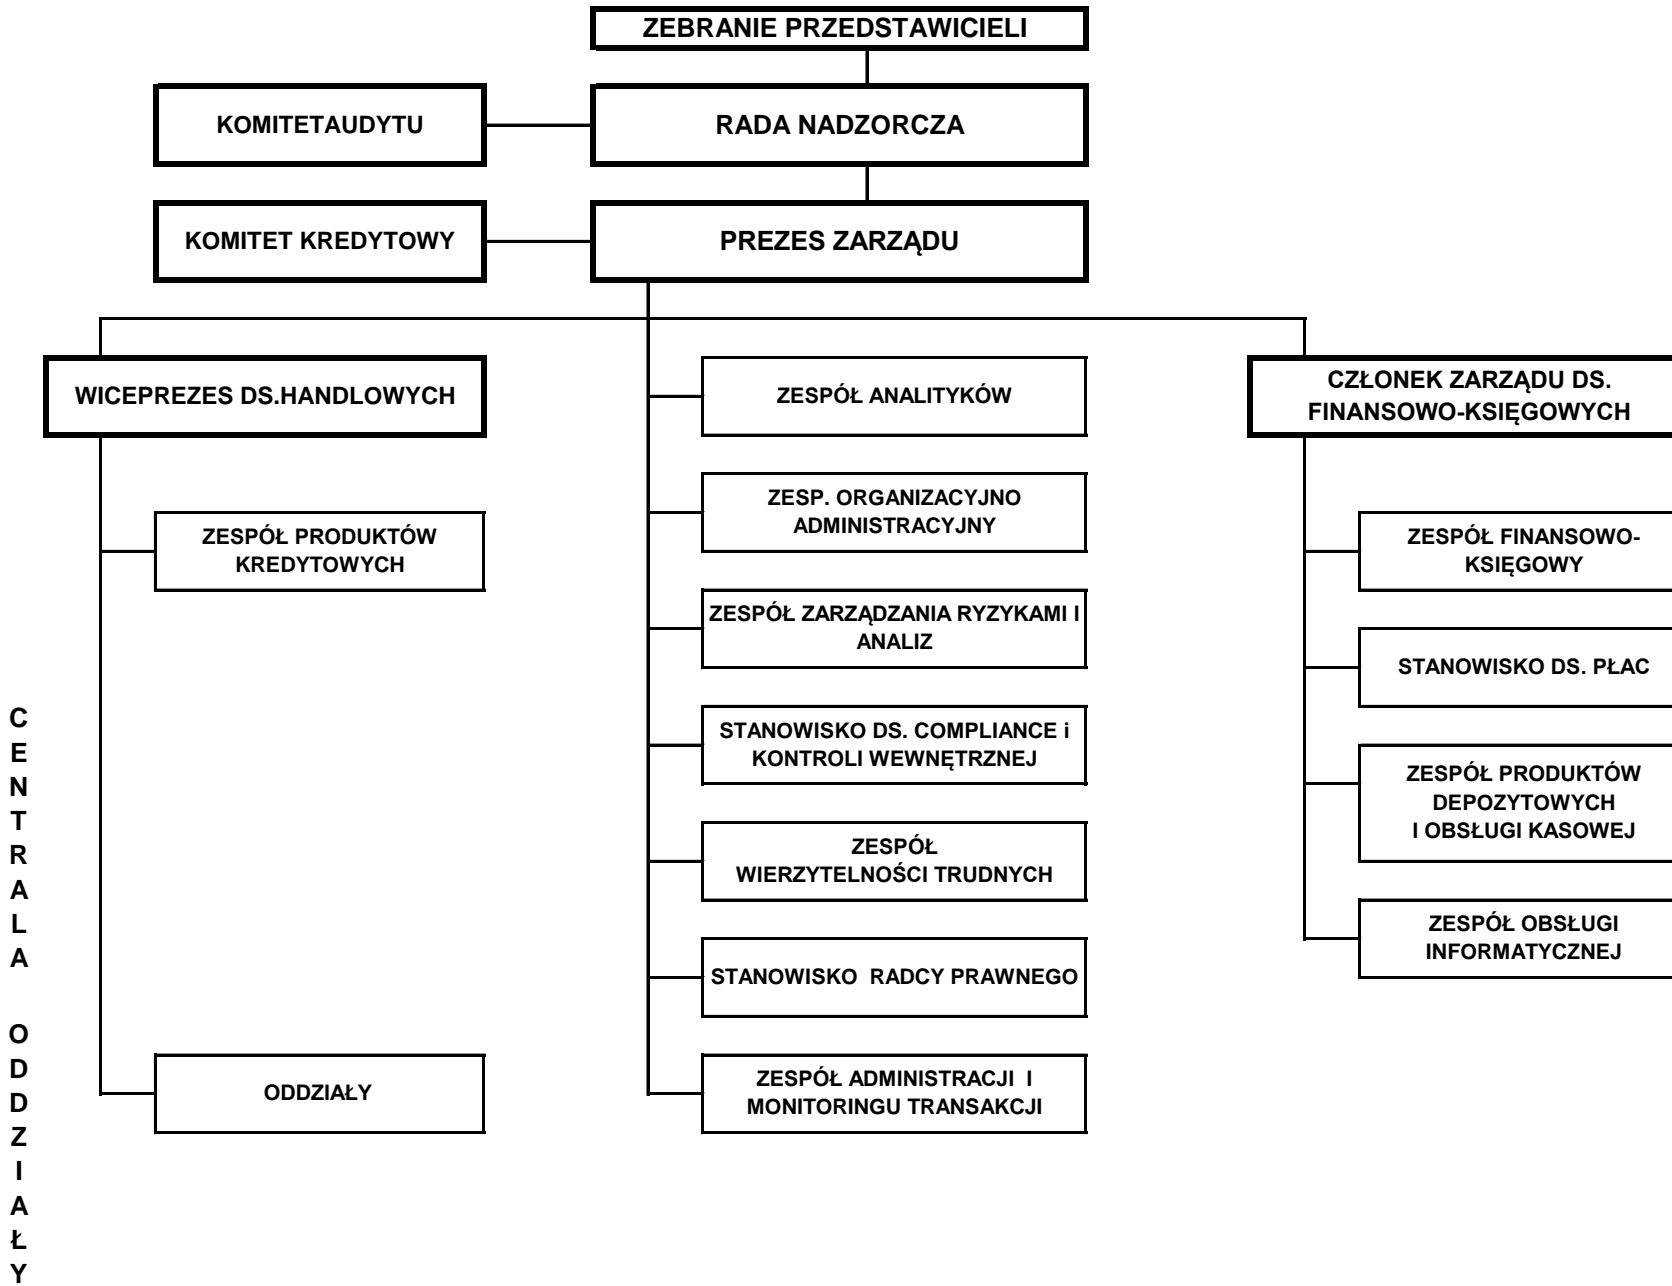 ZEBRANIE PRZEDSTAWICIELI
KOMITETAUDYTU
RADA NADZORCZA
KOMITET KREDYTOWY
PREZES ZARZĄDU
WICEPREZES DS.HANDLOWYCH
ZESPÓŁ PRODUKTÓW
KREDYTOWYCH
ODDZIAŁY
ZESPÓŁ ANALITYKÓW
ZESP. ORGANIZACYJNO
ADMINISTRACYJNY
ZESPÓŁ ZARZĄDZANIA RYZYKAMI I
ANALIZ
STANOWISKO DS. COMPLIANCE i
KONTROLI WEWNĘTRZNEJ
ZESPÓŁ
WIERZYTELNOŚCI TRUDNYCH
STANOWISKO  RADCY PRAWNEGO
ZESPÓŁ ADMINISTRACJI  I
MONITORINGU TRANSAKCJI
CZŁONEK ZARZĄDU DS.
FINANSOWO-KSIĘGOWYCH
ZESPÓŁ FINANSOWO-
KSIĘGOWY
STANOWISKO DS. PŁAC
ZESPÓŁ PRODUKTÓW
DEPOZYTOWYCH
I OBSŁUGI KASOWEJ
ZESPÓŁ OBSŁUGI
INFORMATYCZNEJ
CENTRALA
ODDZIAŁY